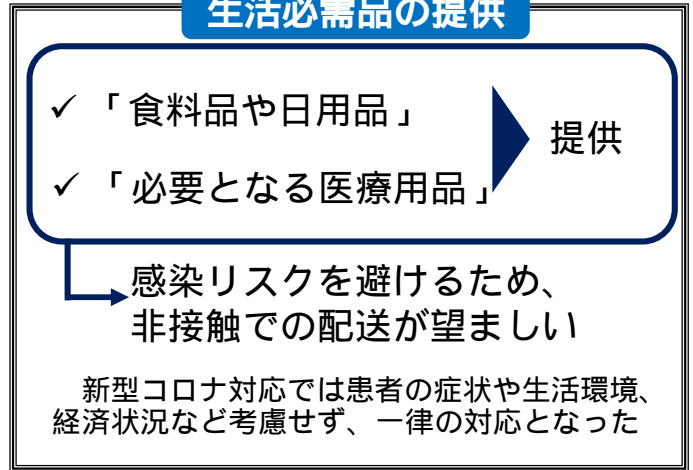 生活必需品の提供
✓ 「食料品や日用品」
提供
✓ 「必要となる医療用品」
感染リスクを避けるため、
非接触での配送が望ましい
新型コロナ対応では患者の症状や生活環境、
経済状況など考慮せず、一律の対応となった